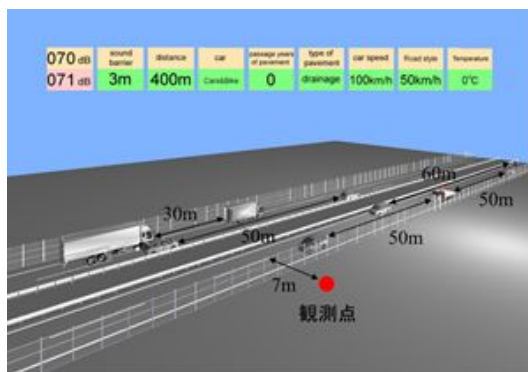 070 dB
071 dB
sound barrier
3m
distance
400m
car
Cars&Bike
passage years of pavement
0
type of pavement
drainage
car speed
100km/h
Road style
50km/h
Temperature
0℃
60m
30m
50m
50m
50m
7m
観測点